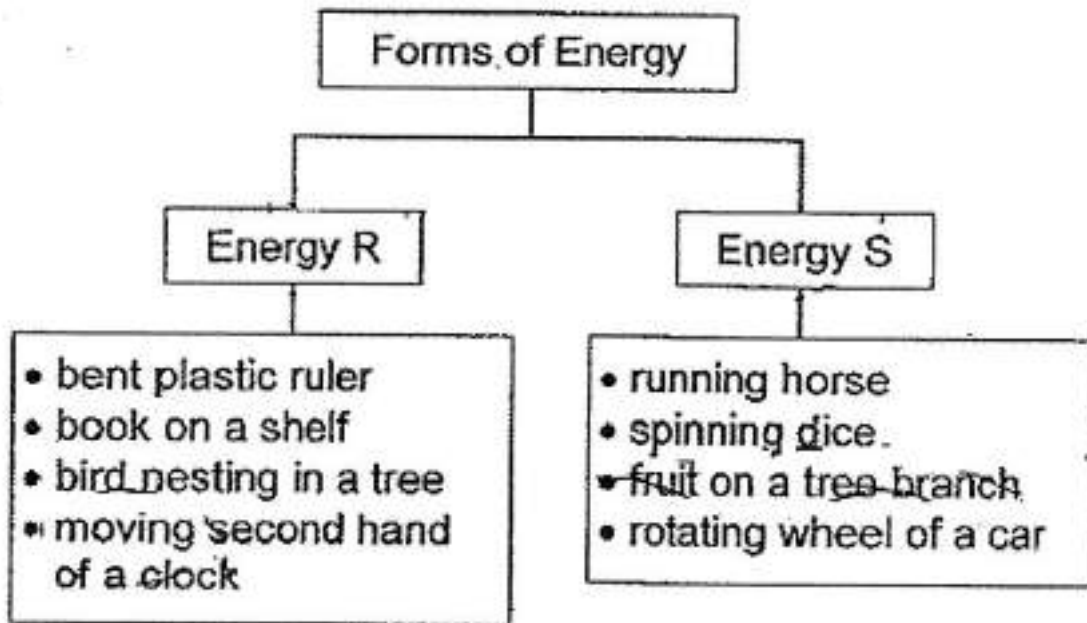 Forms of Energy
Energy R
Energy S
• bent plastic ruler
• book on a shelf
• bird nesting in a tree
• moving second hand
of a clock
• running horse
• spinning dice
• fruit on a tree branch
• rotating wheel of a car